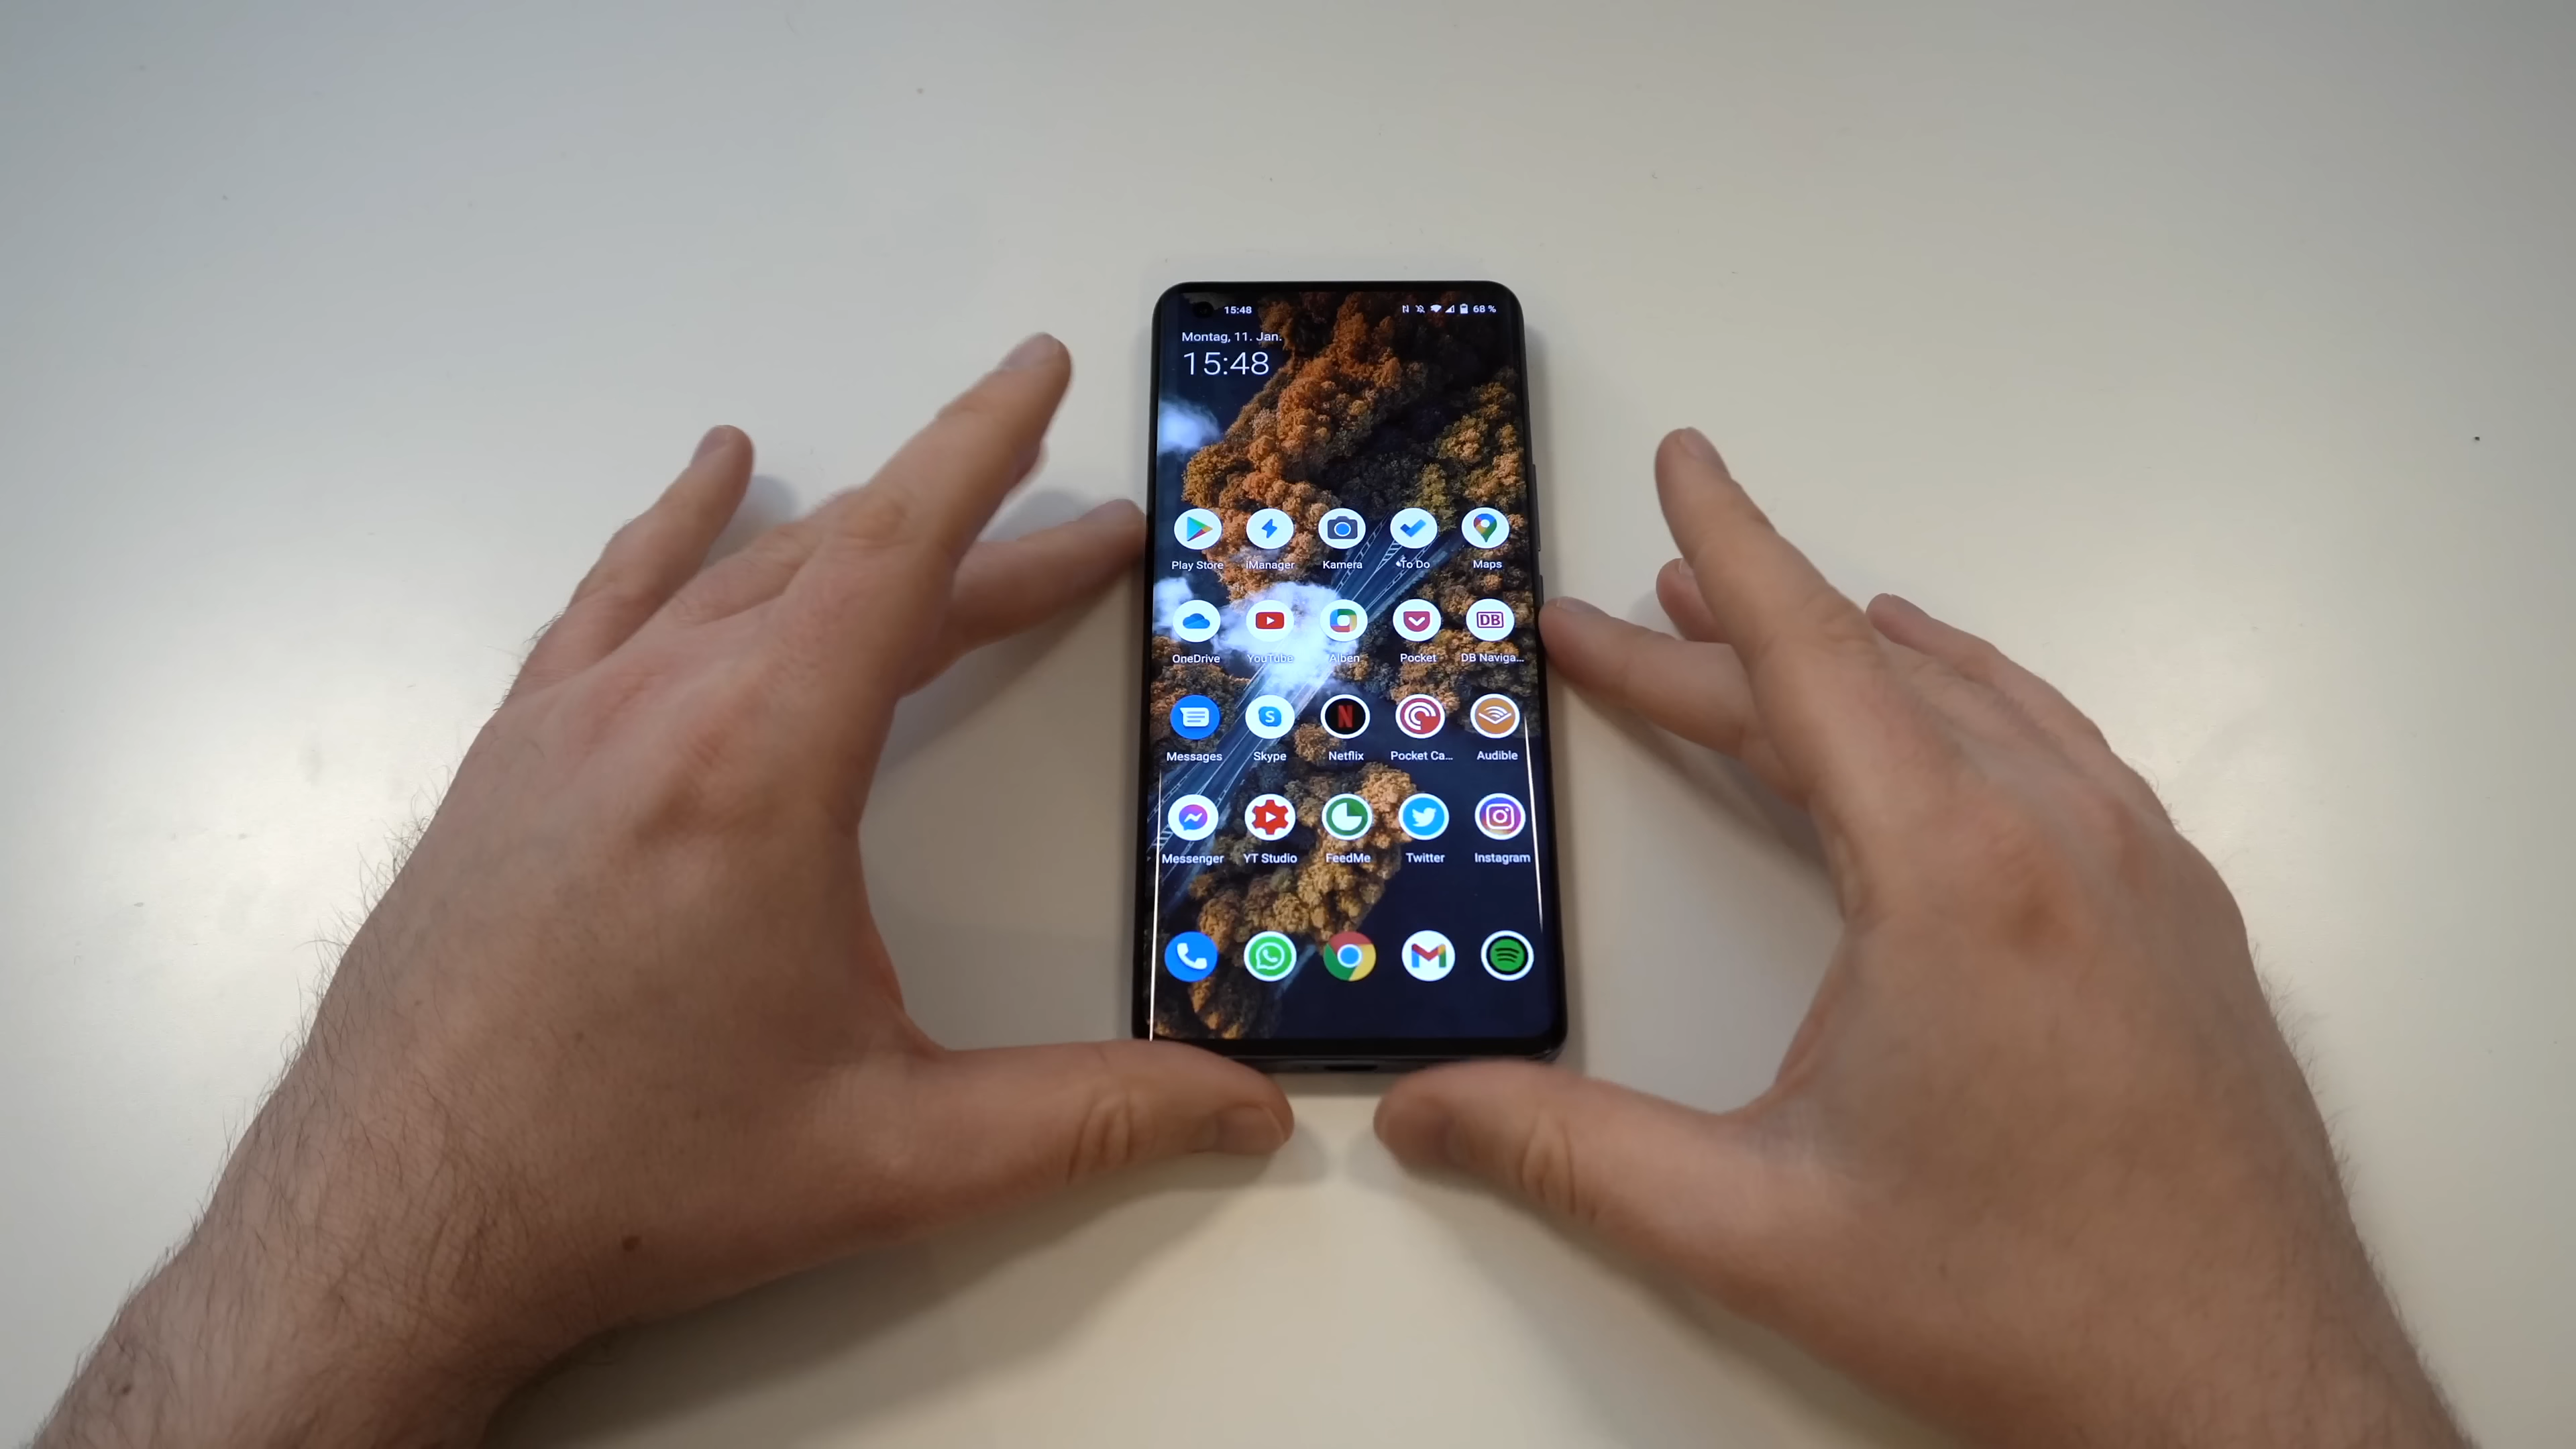 15:48 68 %
Montag, 11. Jan.
15:48
Play Store iManager Kamera To Do Maps
DB
OneDrive YouTube Alben Pocket DB Naviga...
S N
Messages Skype Netflix Pocket Ca... Audible
Messenger YT Studio FeedMe Twitter Instagram